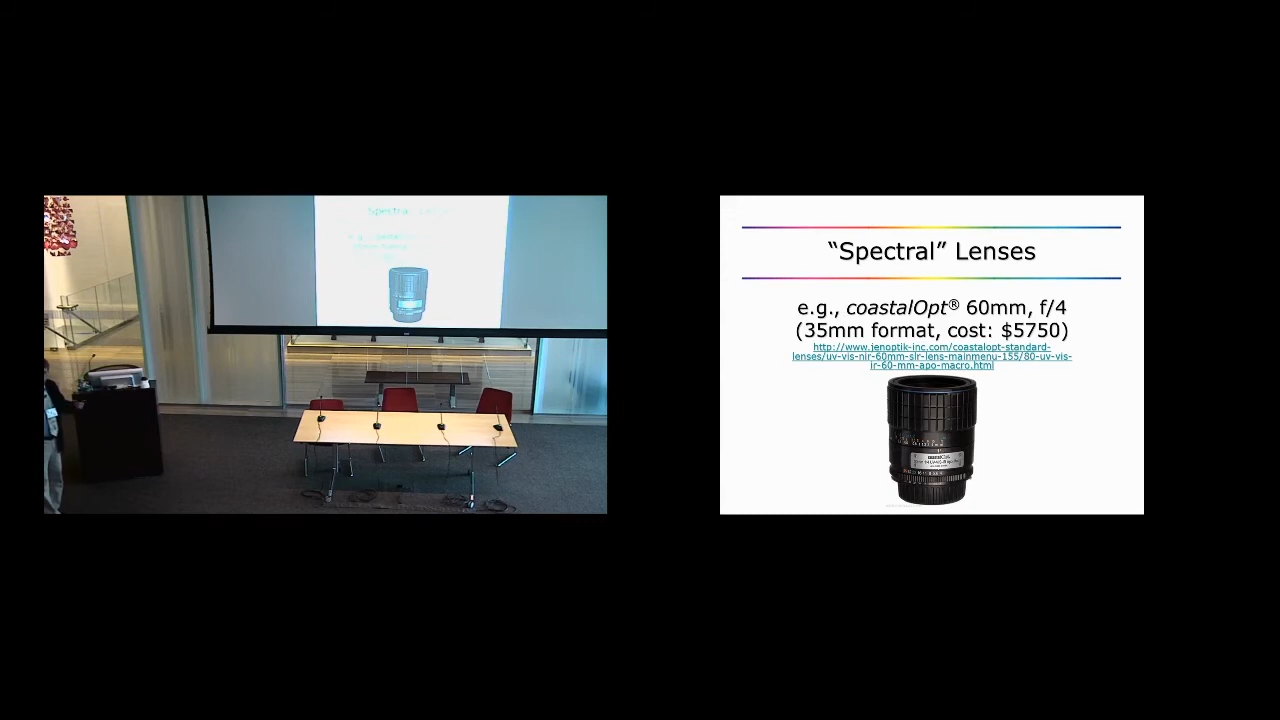 “Spectral” Lenses
e.g., coastalOpt® 60mm, f/4
(35mm format, cost: $5750)
http://www.jenoptik-inc.com/coastalopt-standard-
lenses/uv-vis-nir-60mm-slr-lens-mainmenu-155/80-uv-vis-
ir-60-mm-apo-macro.html